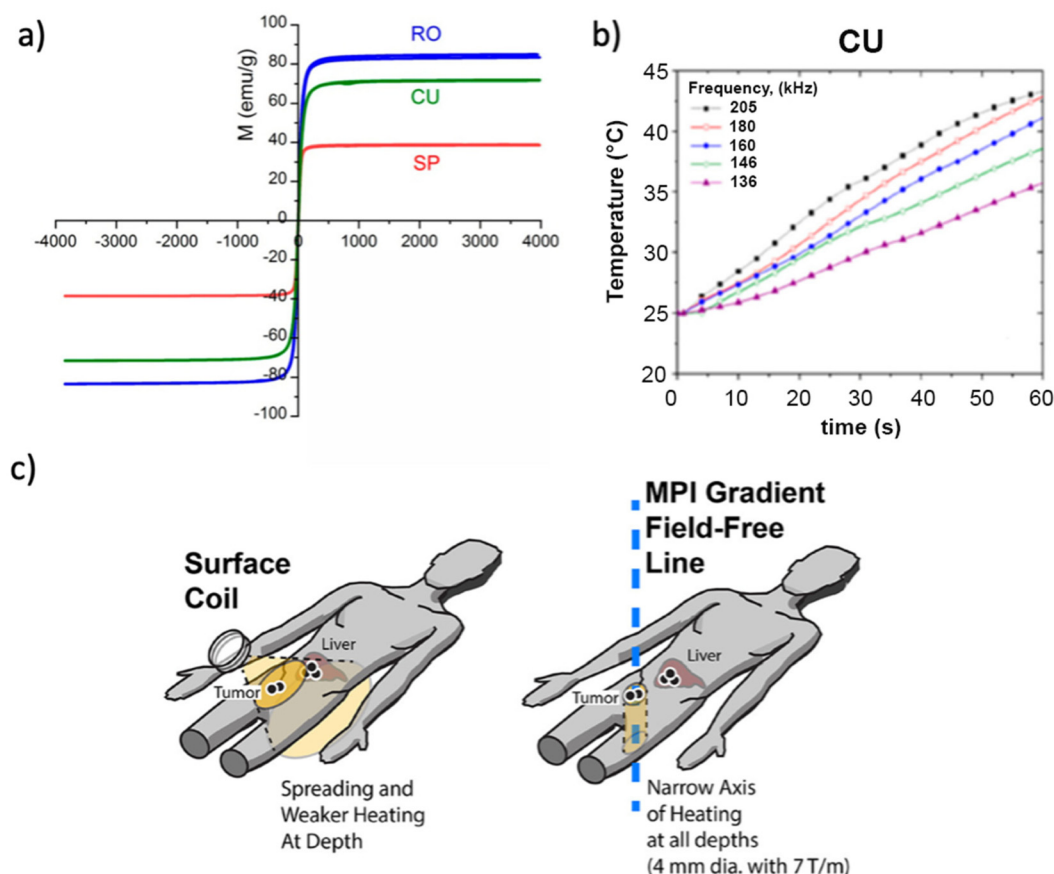 a)
M (emu/g)
100
80
60
40
20
0
-20
-40
-60
-80
-100
RO
CU
SP
-4000 -3000 -2000 -1000 0 1000 2000 3000 4000
b)
CU
Frequency, (kHz)
205
180
160
146
136
Temperature (°C)
45
40
35
30
25
20
0 10 20 30 40 50 60
time (s)
c)
Surface
Coil
Liver
Tumor
Spreading and
Weaker Heating
At Depth
MPI Gradient
Field-Free
Line
Liver
Tumor
Narrow Axis
of Heating
at all depths
(4 mm dia. with 7 T/m)